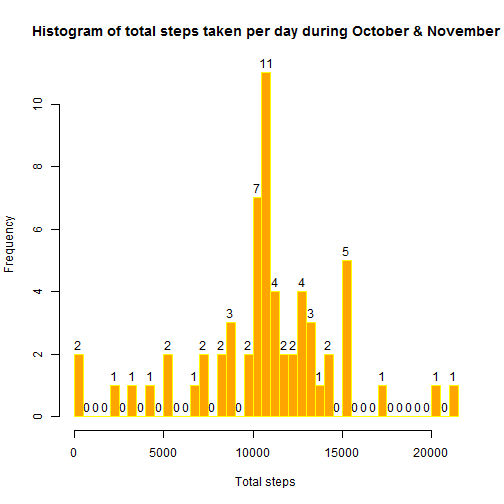 Histogram of total steps taken per day during October & November
11
10
8
7
6
5
4 4
4
3 3
2 2 2 2 2 2 2 2
2
1 1 1 1 1 1 1 1
0 0 0 0 0 0 0 0 0 0 0 0 0 0 0 0 0 0 0 0
0
Frequency
0 5000 10000 15000 20000
Total steps